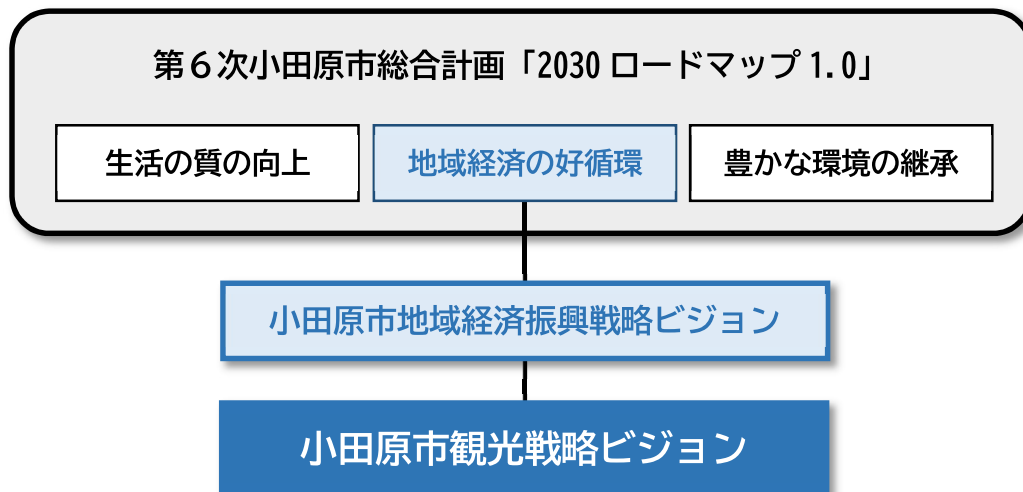 第６次小田原市総合計画「2030 ロードマップ 1.0」
生活の質の向上
地域経済の好循環
豊かな環境の継承
小田原市地域経済振興戦略ビジョン
小田原市観光戦略ビジョン